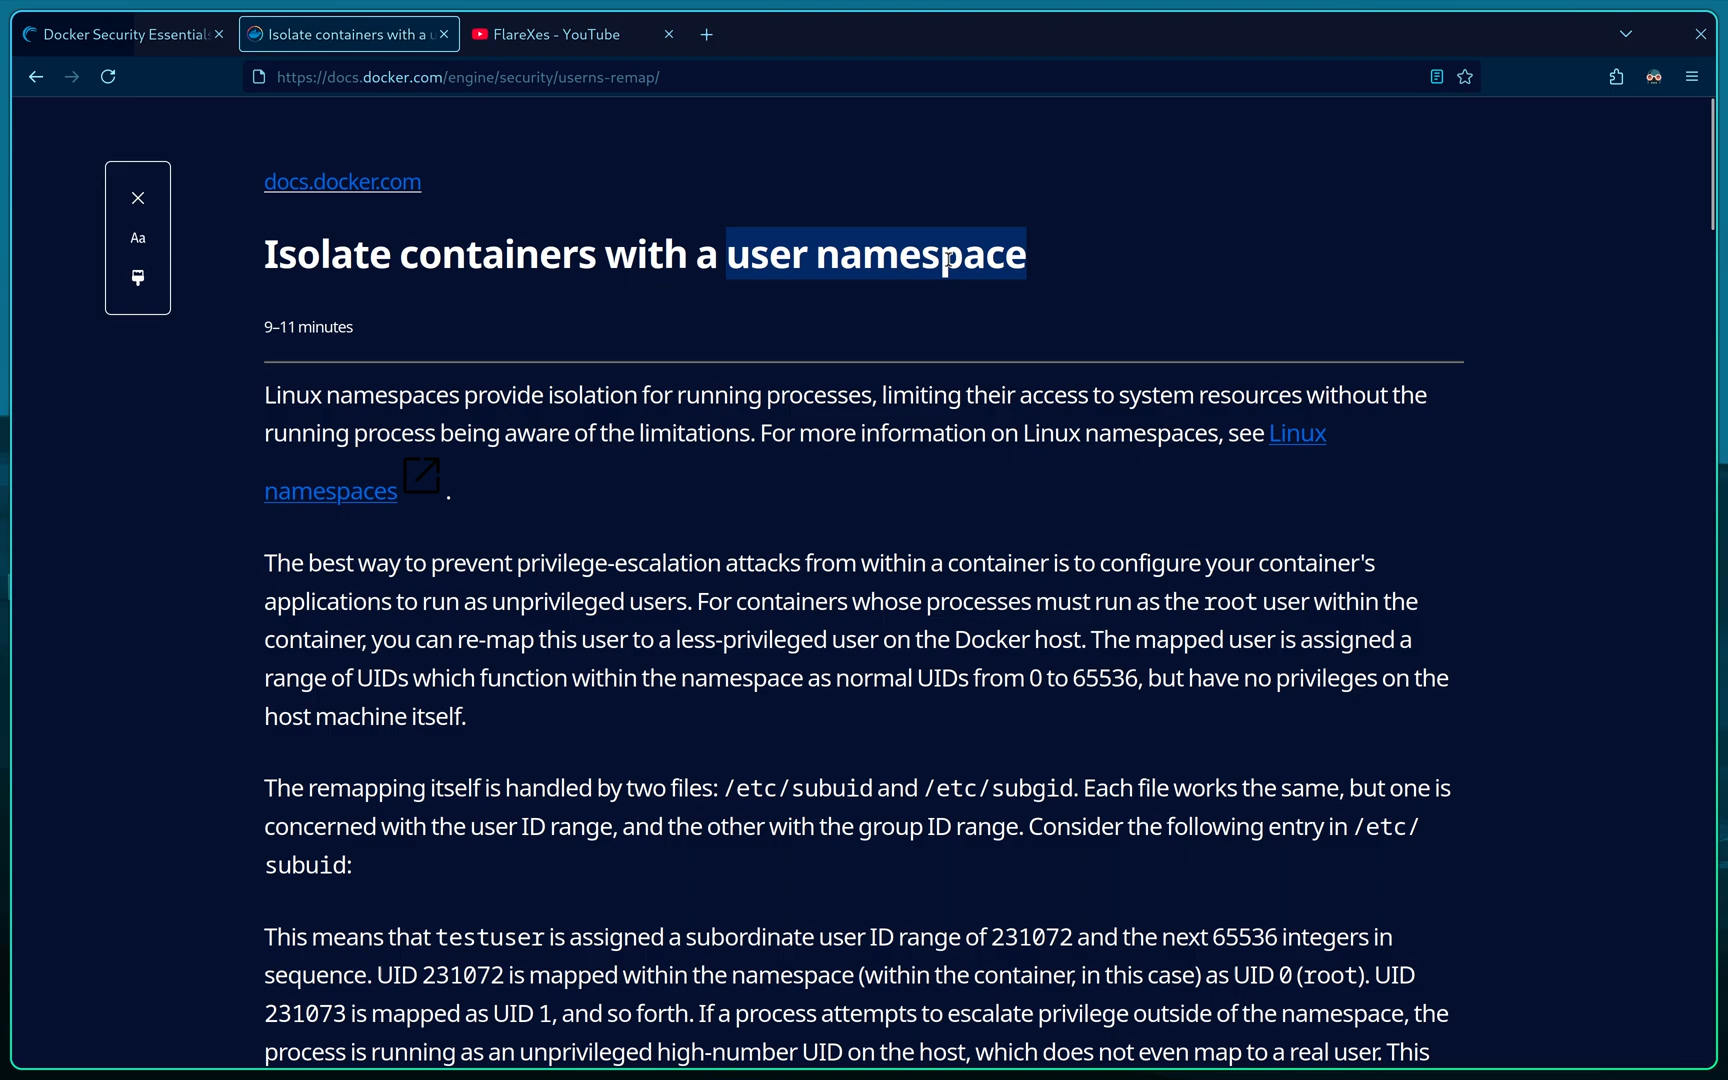 Docker Security Essentials
Isolate containers with a u
FlareXes - YouTube
https://docs.docker.com/engine/security/userns-remap/
Aa
docs.docker.com
Isolate containers with a user namespace
9–11 minutes
Linux namespaces provide isolation for running processes, limiting their access to system resources without the
running process being aware of the limitations. For more information on Linux namespaces, see Linux
namespaces .
The best way to prevent privilege-escalation attacks from within a container is to configure your container's
applications to run as unprivileged users. For containers whose processes must run as the root user within the
container, you can re-map this user to a less-privileged user on the Docker host. The mapped user is assigned a
range of UIDs which function within the namespace as normal UIDs from 0 to 65536, but have no privileges on the
host machine itself.
The remapping itself is handled by two files: /etc/subuid and /etc/subgid. Each file works the same, but one is
concerned with the user ID range, and the other with the group ID range. Consider the following entry in /etc/
subuid:
This means that testuser is assigned a subordinate user ID range of 231072 and the next 65536 integers in
sequence. UID 231072 is mapped within the namespace (within the container, in this case) as UID 0 (root). UID
231073 is mapped as UID 1, and so forth. If a process attempts to escalate privilege outside of the namespace, the
process is running as an unprivileged high-number UID on the host, which does not even map to a real user. This